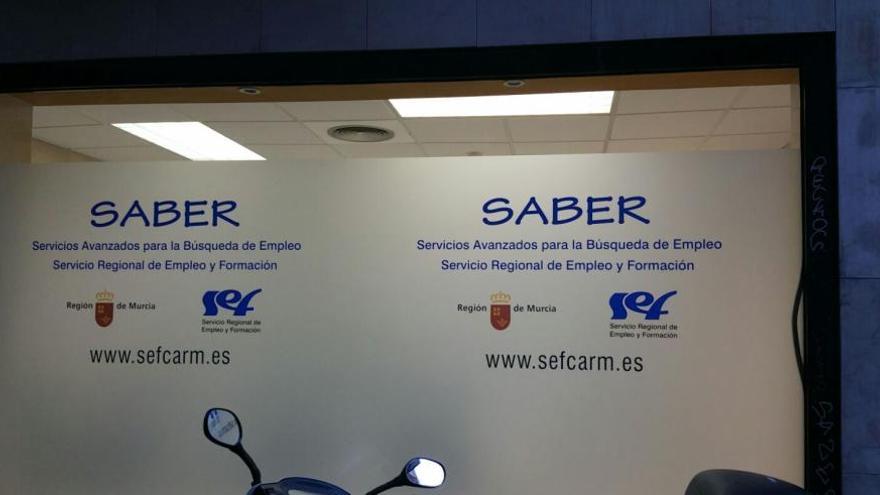 SABER
Servicios Avanzados para la Búsqueda de Empleo
Servicio Regional de Empleo y Formación
Región de Murcia
sef
Servicio Regional de
Empleo y Formación
www.sefcarm.es
SABER
Servicios Avanzados para la Búsqueda de Empleo
Servicio Regional de Empleo y Formación
Región de Murcia
sef
Servicio Regional de
Empleo y Formación
www.sefcarm.es